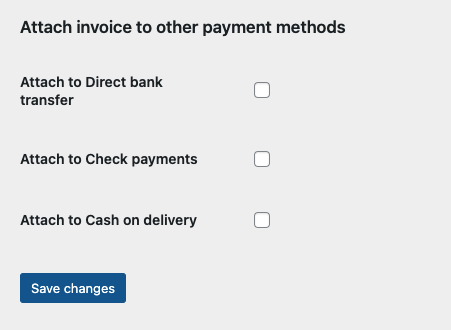 Attach invoice to other payment methods
Attach to Direct bank
transfer
Attach to Check payments
Attach to Cash on delivery
Save changes